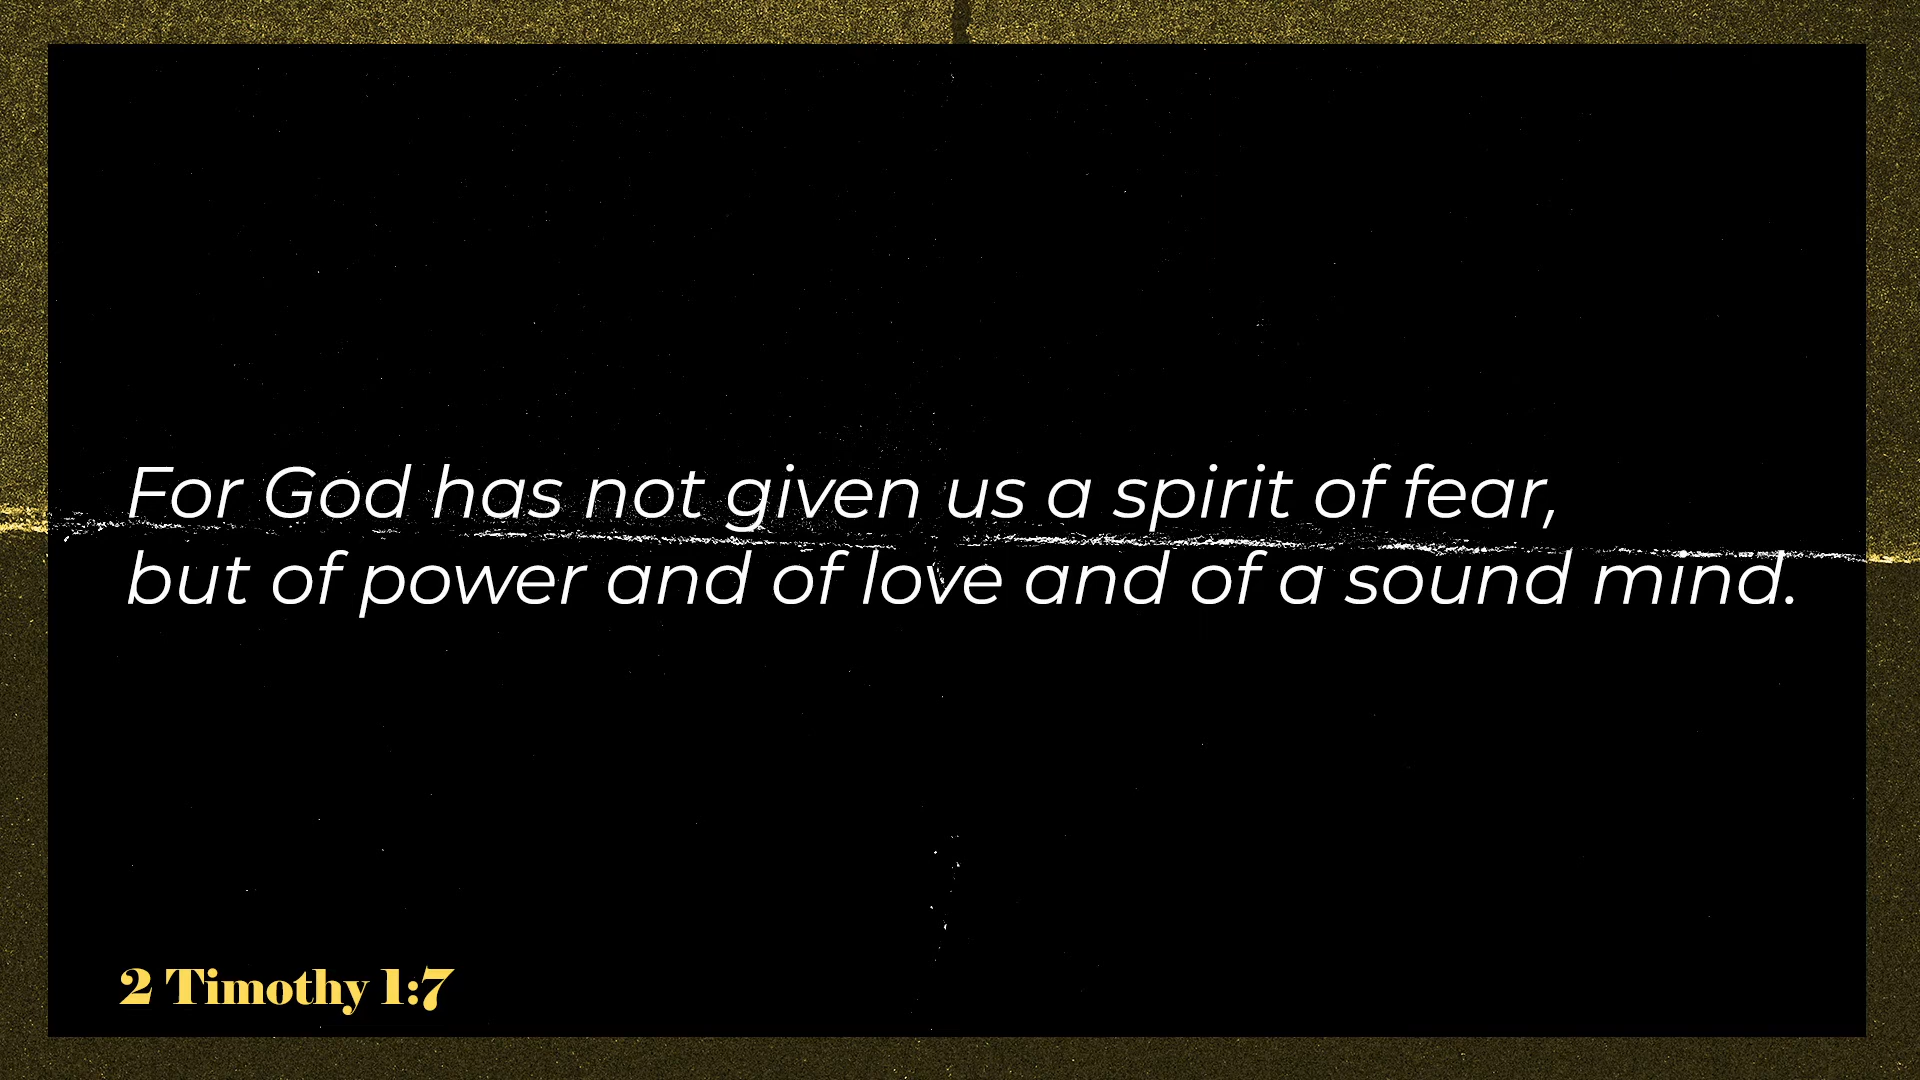 For God has not given us a spirit of fear,
but of power and of love and of a sound mind.
2 Timothy 1:7